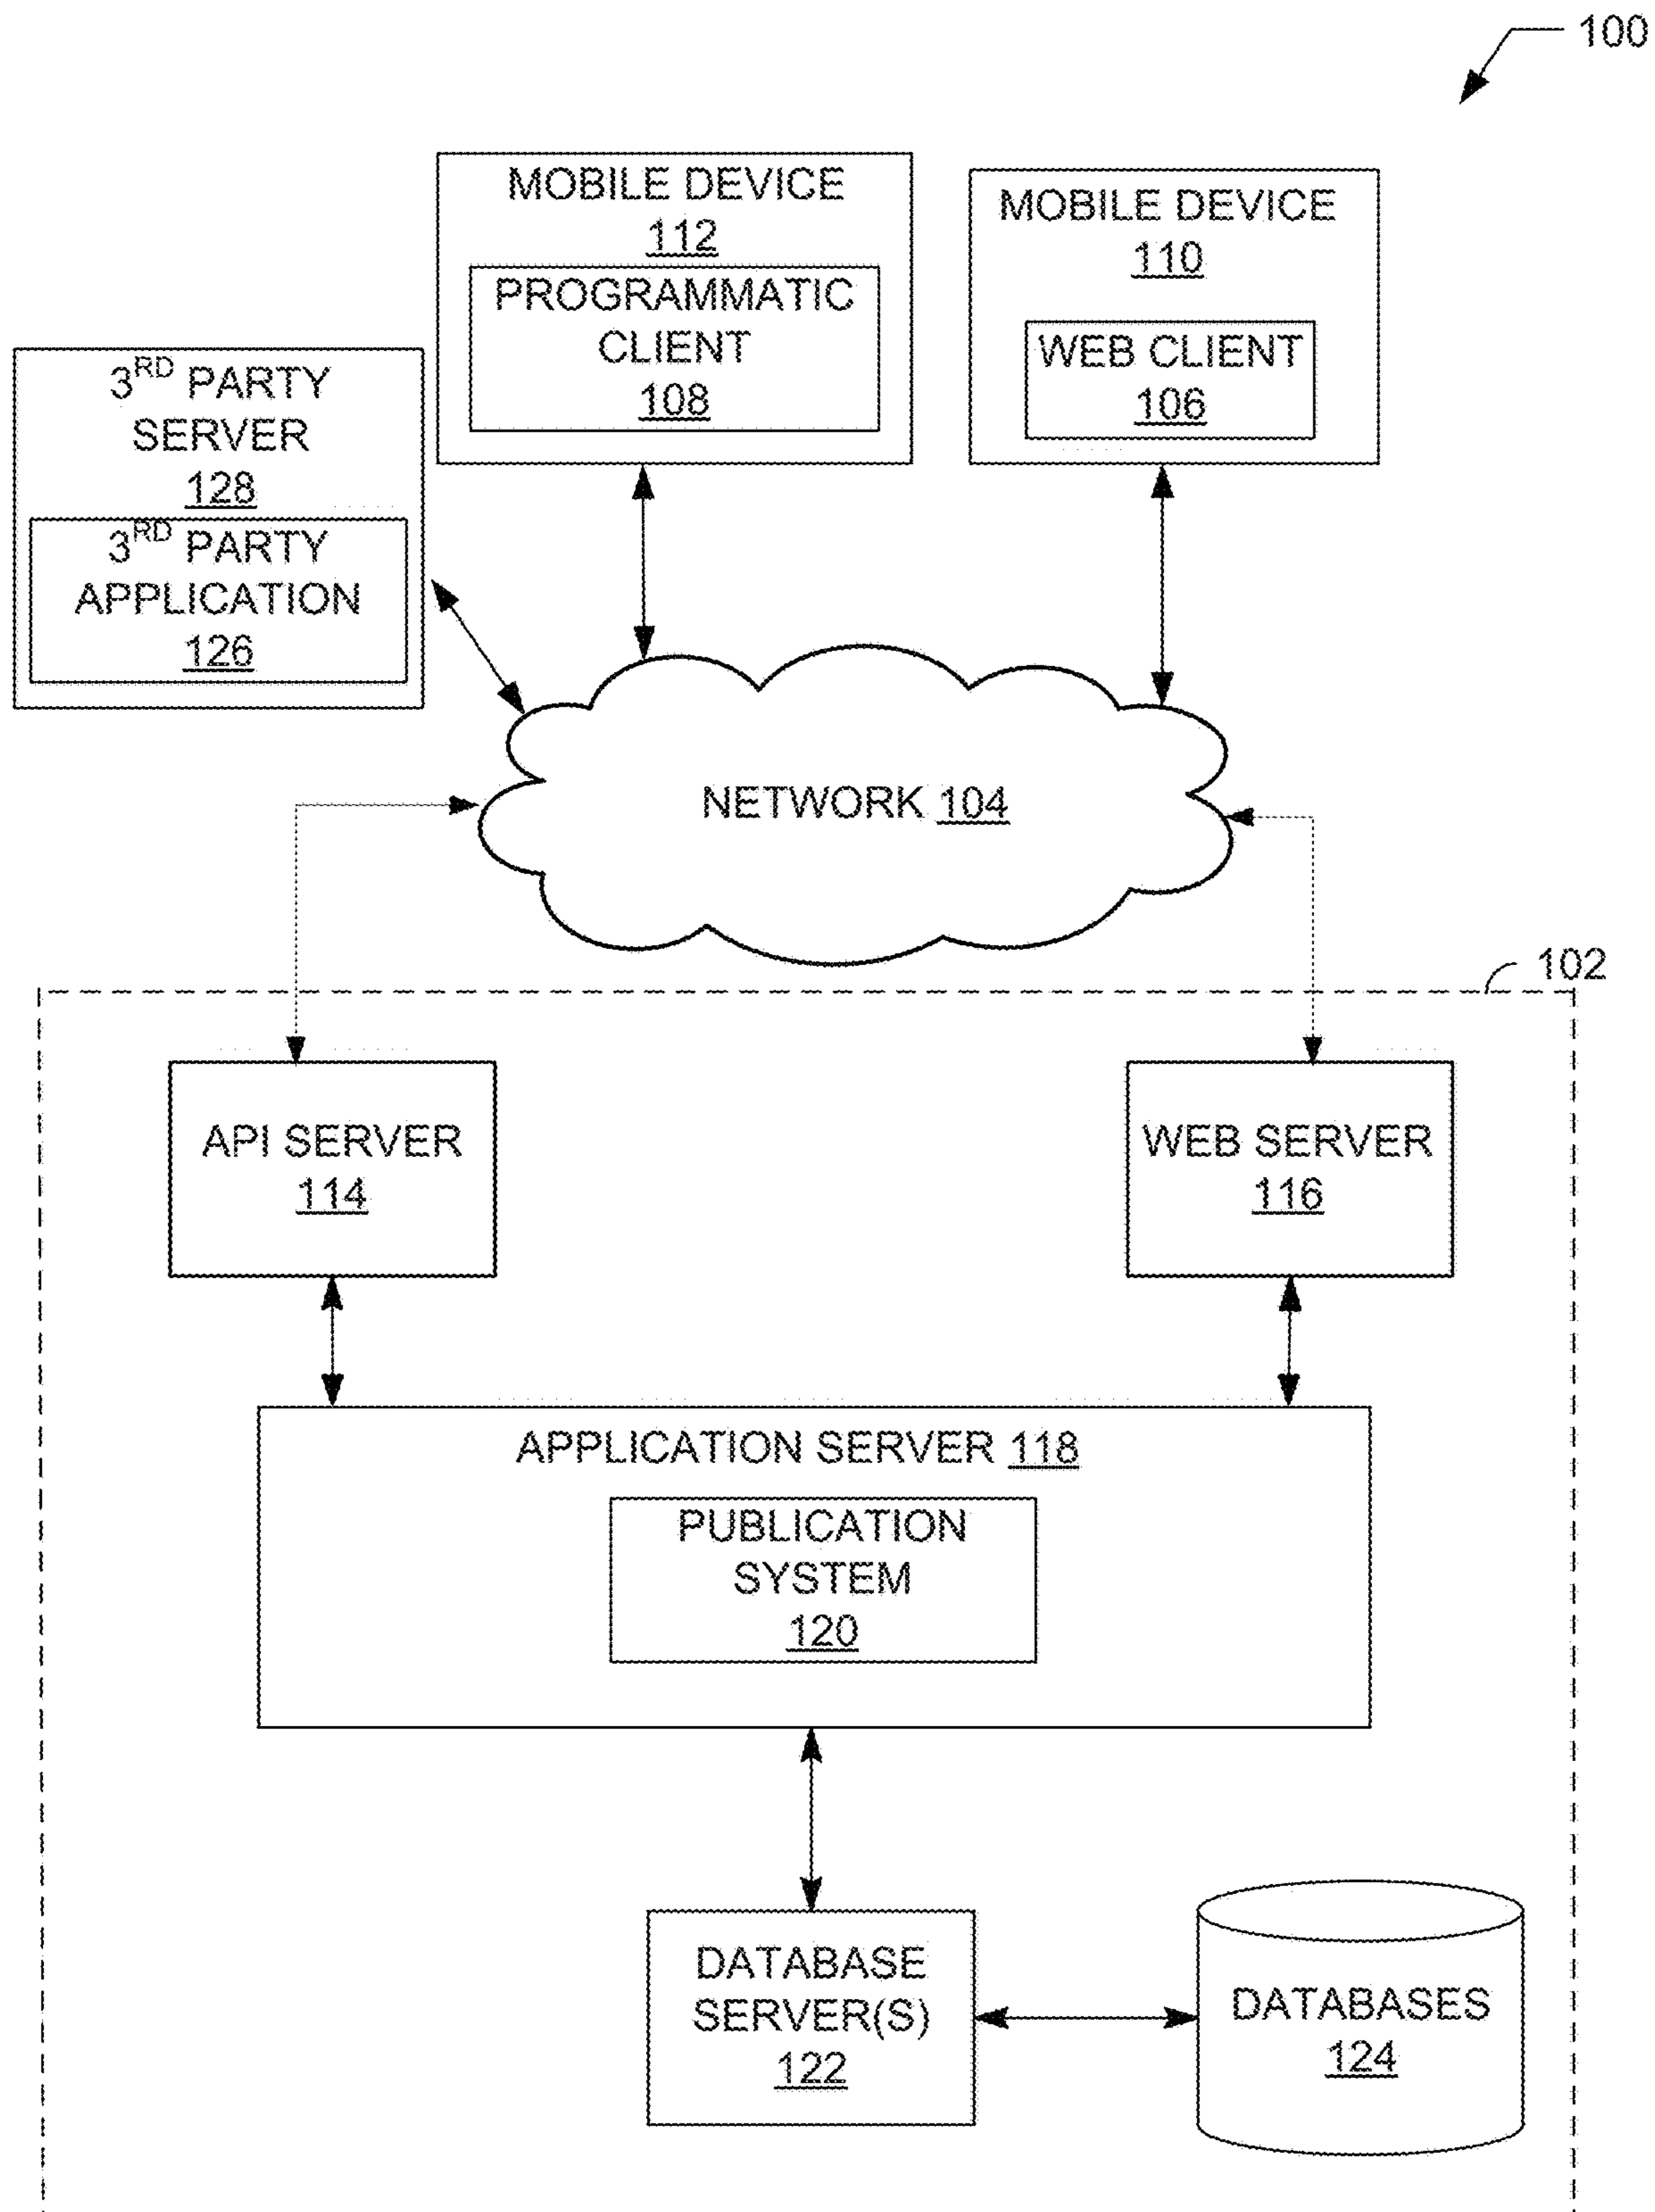 100
MOBILE DEVICE
112
PROGRAMMATIC
CLIENT
108
MOBILE DEVICE
110
WEB CLIENT
106
3RD PARTY
SERVER
128
3RD PARTY
APPLICATION
126
NETWORK 104
102
API SERVER
114
WEB SERVER
116
APPLICATION SERVER 118
PUBLICATION
SYSTEM
120
DATABASE
SERVER(S)
122
DATABASES
124